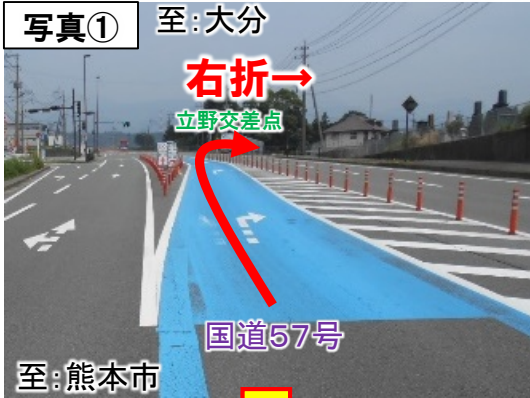 写真①
至:大分
右折→
立野交差点
国道57号
至:熊本市